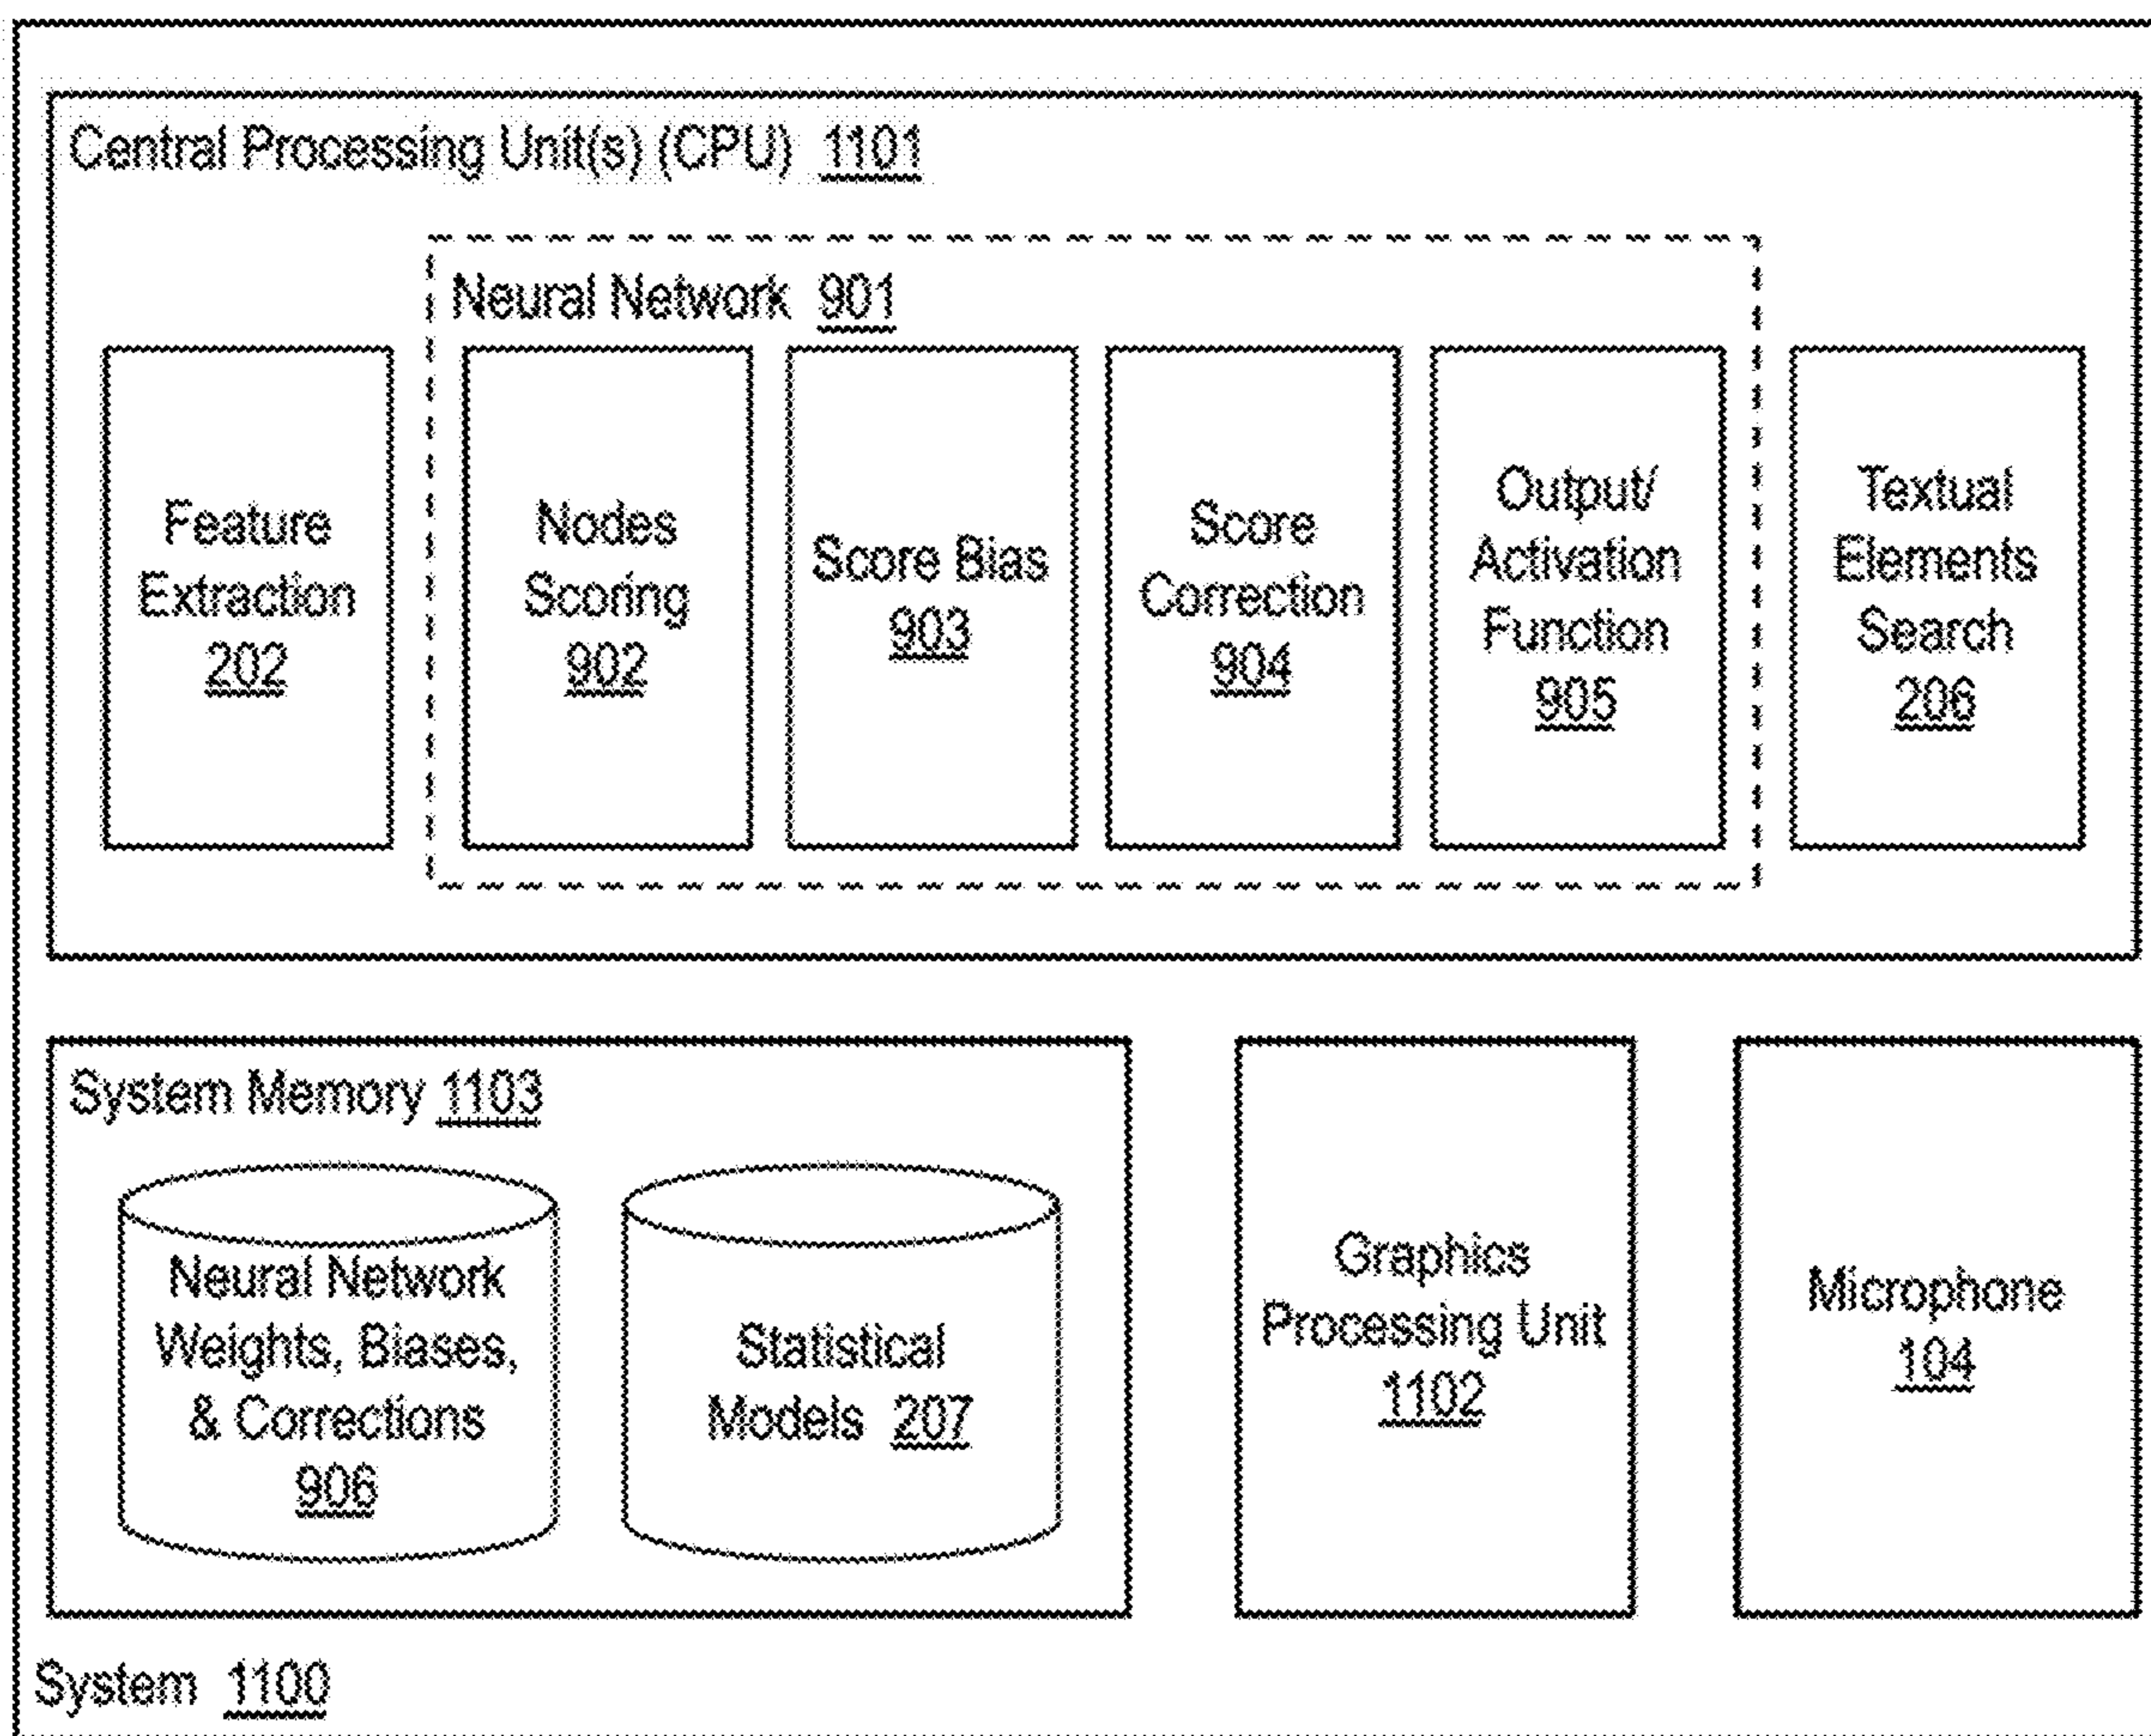 Central Processing Unit(s) (CPU) 1101
Neural Network 901
Feature
Extraction
202
Nodes
Scoring
902
Score Bias
903
Score
Correction
904
Output/
Activation
Function
905
Textual
Elements
Search
206
System Memory 1103
Neural Network
Weights, Biases,
& Corrections
906
Statistical
Models 207
Graphics
Processing Unit
1102
Microphone
104
System 1100